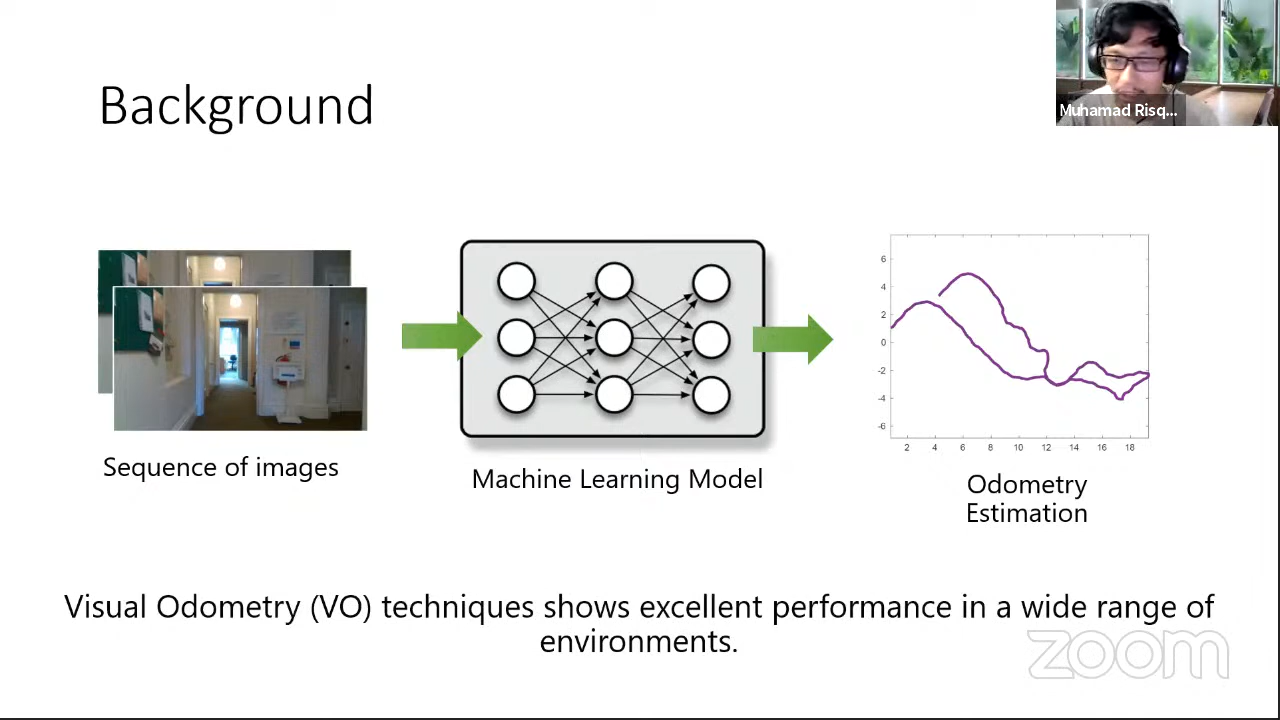 Background
Muhamad Risq...
6
4
2
0
-2
-4
-6
2 4 6 8 10 12 14 16 18
Sequence of images
Machine Learning Model
Odometry
Estimation
Visual Odometry (VO) techniques shows excellent performance in a wide range of
environments.
zoom